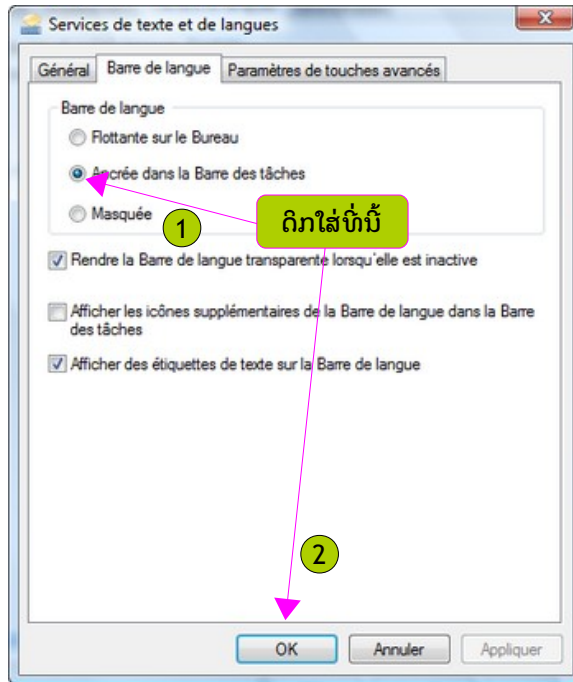 Services de texte et de langues
Général
Barre de langue
Paramètres de touches avancés
Barre de langue
Flottante sur le Bureau
Ancrée dans la Barre des tâches
Masquée
1
ຄິກໃສ່ທີ່ນີ້
Rendre la Barre de langue transparente lorsqu'elle est inactive
Afficher les icônes supplémentaires de la Barre de langue dans la Barre
des tâches
Afficher des étiquettes de texte sur la Barre de langue
2
OK
Annuler
Appliquer